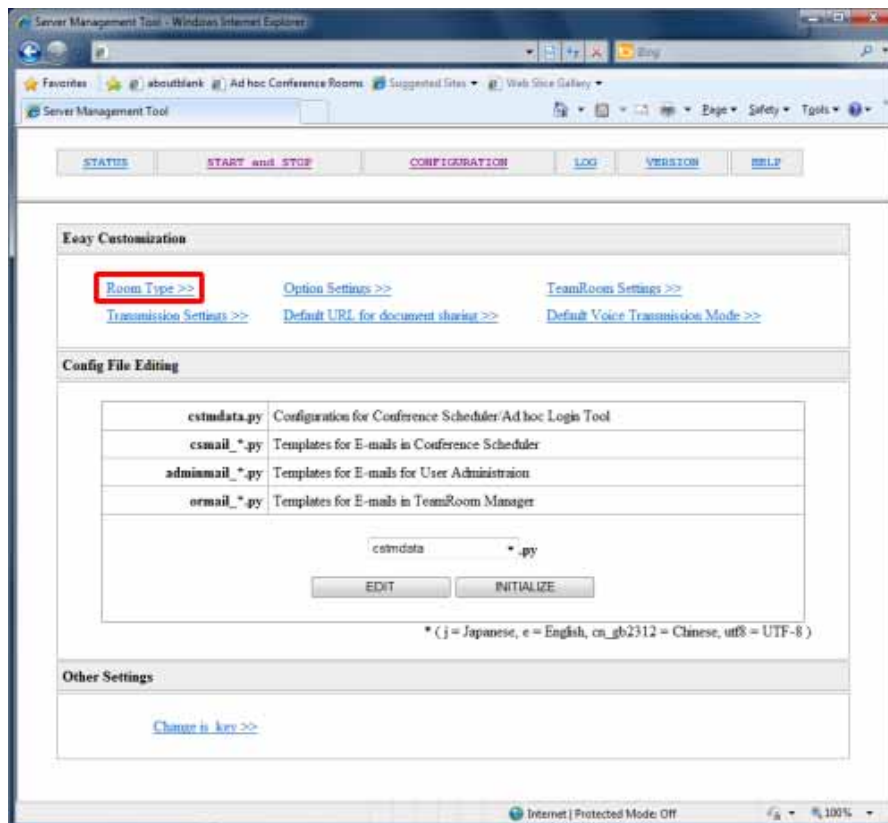 Server Management Tool - Windows Internet Explorer
Bing
Favorites about:blank Ad hoc Conference Rooms Suggested Sites Web Slice Gallery
Server Management Tool Page Safety Tools
STATUS START and STOP CONFIGURATION LOG VERSION HELP
Eeay Customization
Room Type >> Option Settings >> TeamRoom Settings >>
Transmission Settings >> Default URL for document sharing >> Default Voice Transmission Mode >>
Config File Editing
cstmdata.py Configuration for Conference Scheduler/Ad hoc Login Tool
csmail_*.py Templates for E-mails in Conference Scheduler
adminmail_*.py Templates for E-mails for User Administraion
ormail_*.py Templates for E-mails in TeamRoom Manager
cstmdata .py
EDIT INITIALIZE
* ( j = Japanese, e = English, cn_gb2312 = Chinese, utf8 = UTF-8 )
Other Settings
Change is_key >>
Internet | Protected Mode: Off 100%